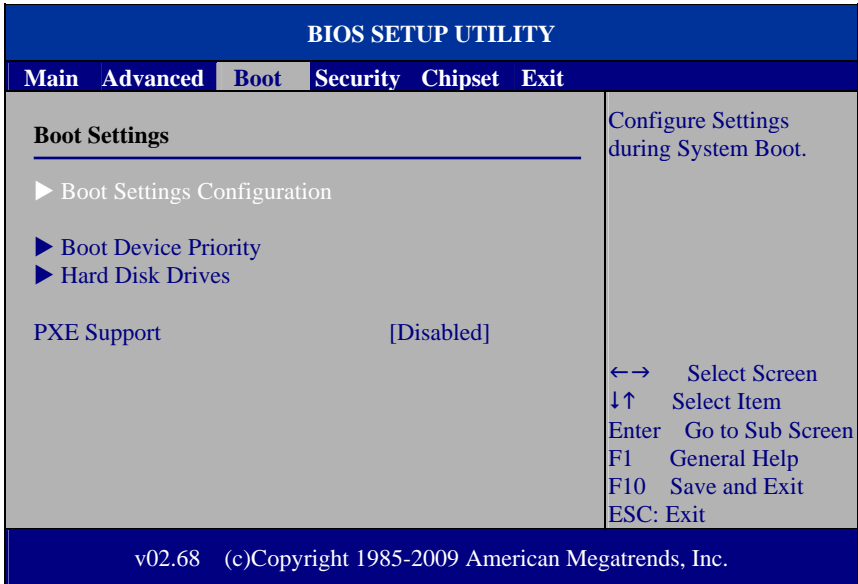 BIOS SETUP UTILITY
Main Advanced Boot Security Chipset Exit
Boot Settings
▶ Boot Settings Configuration
▶ Boot Device Priority
▶ Hard Disk Drives
PXE Support [Disabled]
Configure Settings
during System Boot.
←→ Select Screen
↓↑ Select Item
Enter Go to Sub Screen
F1 General Help
F10 Save and Exit
ESC: Exit
v02.68 (c)Copyright 1985-2009 American Megatrends, Inc.